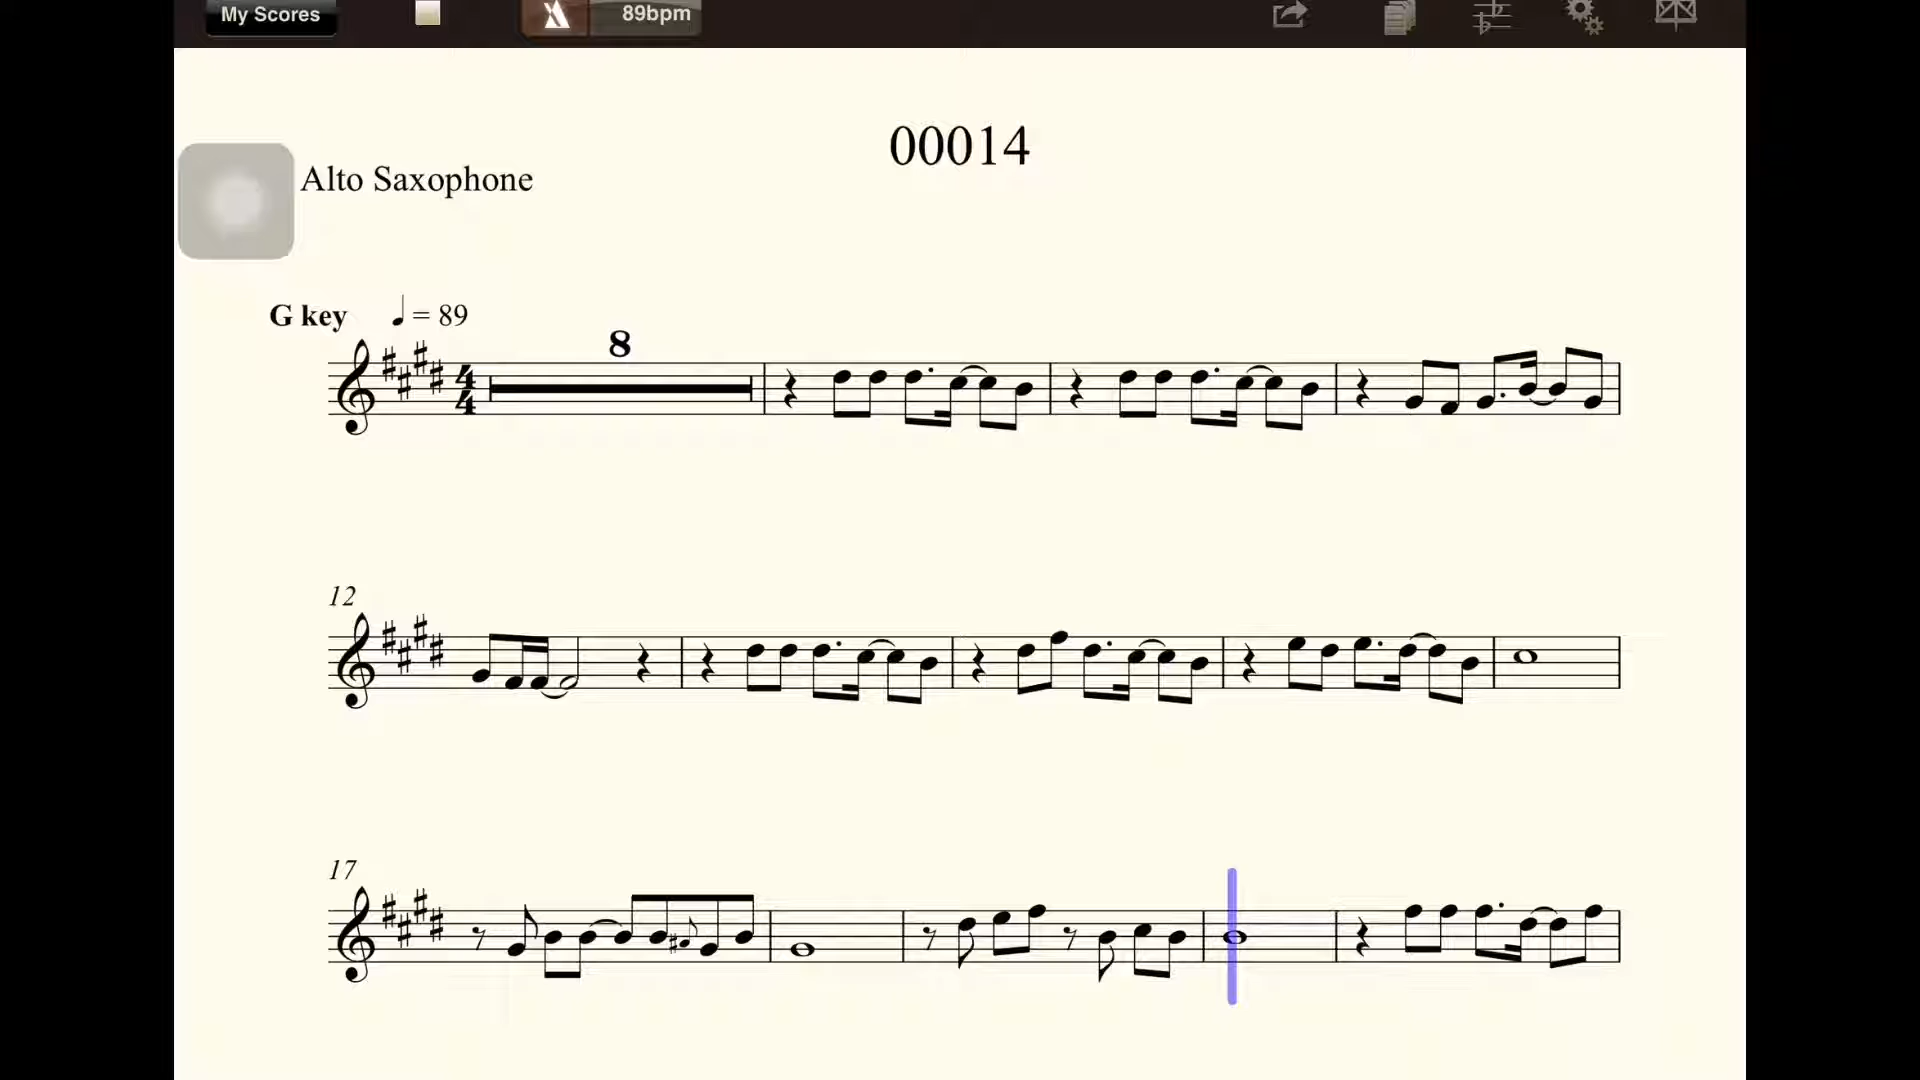 My Scores 89bpm
00014
Alto Saxophone
G key ♩ = 89
8
4
4
12
17